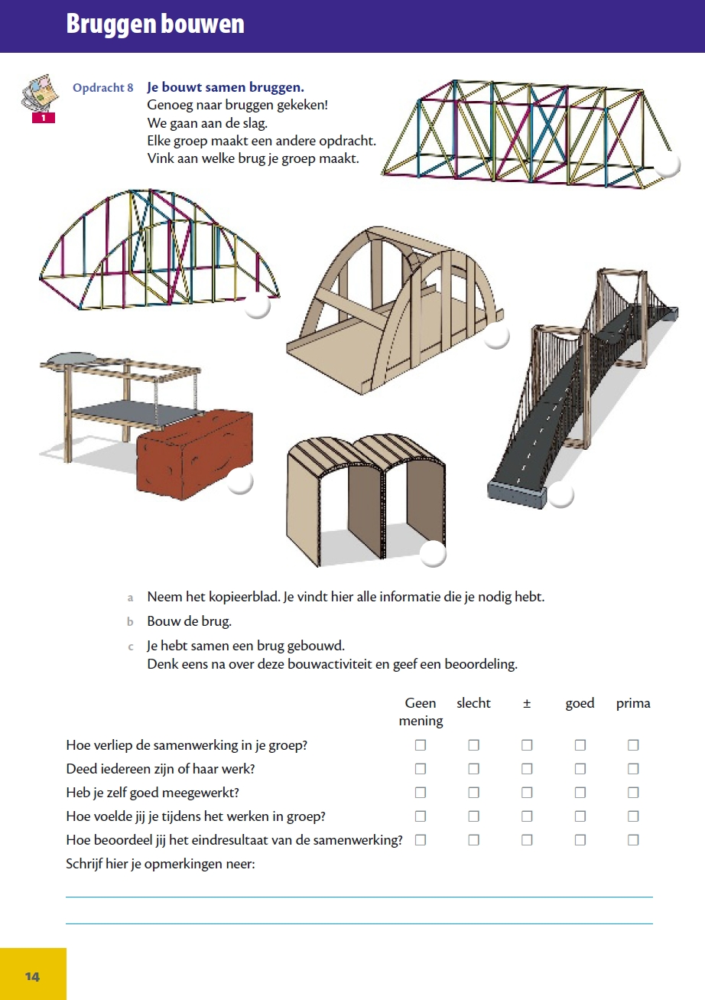 Bruggen bouwen
1
Opdracht 8 Je bouwt samen bruggen.
Genoeg naar bruggen gekeken!
We gaan aan de slag.
Elke groep maakt een andere opdracht.
Vink aan welke brug je groep maakt.
a Neem het kopieerblad. Je vindt hier alle informatie die je nodig hebt.
b Bouw de brug.
c Je hebt samen een brug gebouwd.
Denk eens na over deze bouwactiviteit en geef een beoordeling.
Geen slecht ± goed prima
mening
Hoe verliep de samenwerking in je groep? ☐ ☐ ☐ ☐ ☐
Deed iedereen zijn of haar werk? ☐ ☐ ☐ ☐ ☐
Heb je zelf goed meegewerkt? ☐ ☐ ☐ ☐ ☐
Hoe voelde jij je tijdens het werken in groep? ☐ ☐ ☐ ☐ ☐
Hoe beoordeel jij het eindresultaat van de samenwerking? ☐ ☐ ☐ ☐ ☐
Schrijf hier je opmerkingen neer:
14